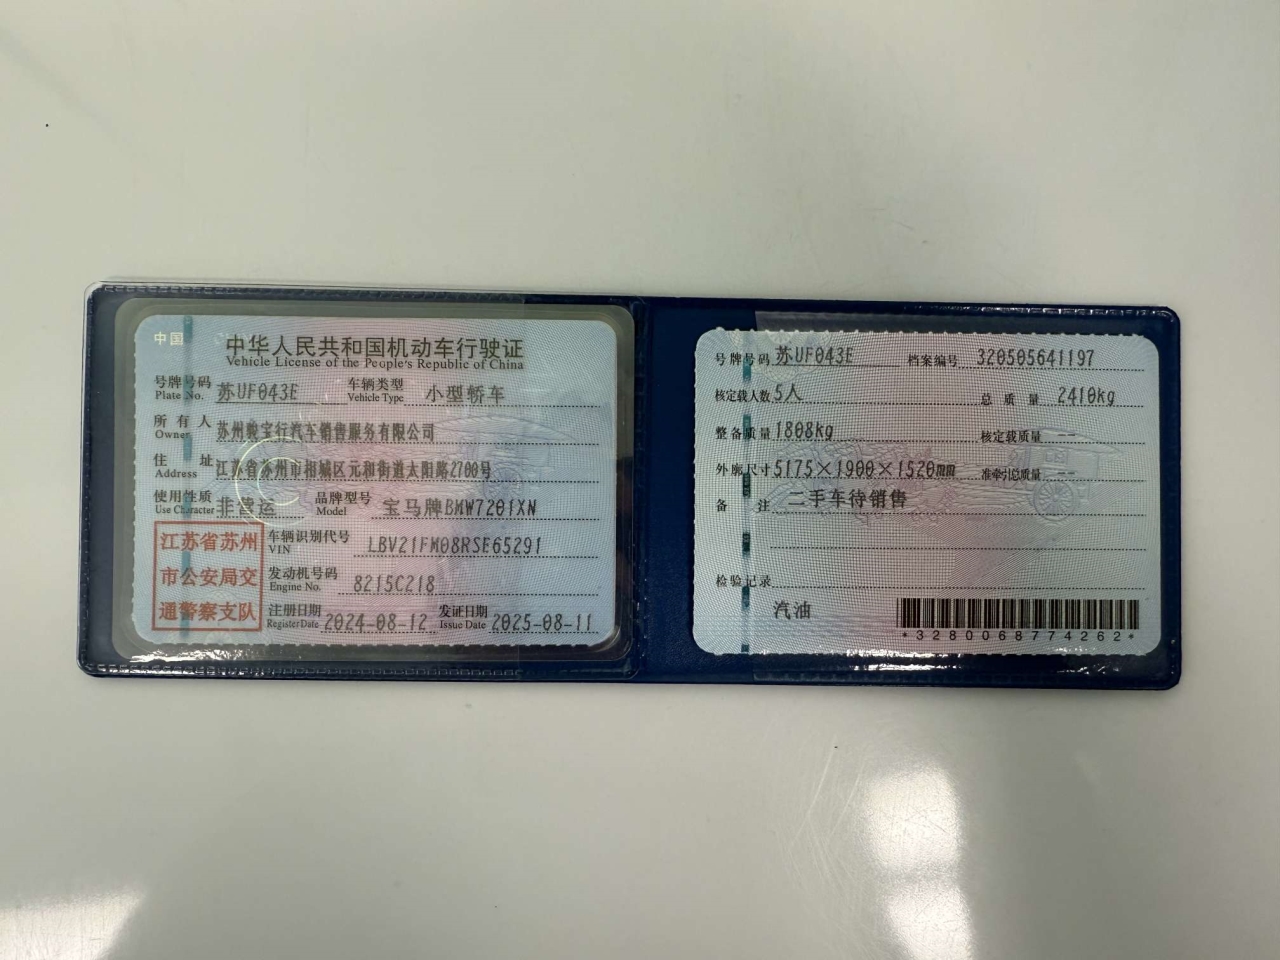 中国
中华人民共和国机动车行驶证
Vehicle License of the People's Republic of China
号牌号码 苏UF043E 车辆类型 小型轿车
Plate No. Vehicle Type
所有人 苏州骏宝行汽车销售服务有限公司
Owner
住址 江苏省苏州市相城区元和街道太阳路2700号
Address
使用性质 非营运 品牌型号 宝马牌BMW7201XN
Use Character Model
江苏省苏州
市公安局交
通警察支队
车辆识别代号 LBV21FM08RSE65291
VIN
发动机号码 8215C218
Engine No.
注册日期 2024-08-12 发证日期 2025-08-11
Register Date Issue Date
号牌号码 苏UF043E 档案编号 320505641197
核定载人数 5人 总质量 2410kg
整备质量 1808kg 核定载质量 --
外廓尺寸 5175×1900×1520mm 准牵引总质量 --
备注 二手车待销售
检验记录
汽油
*3280068774262*